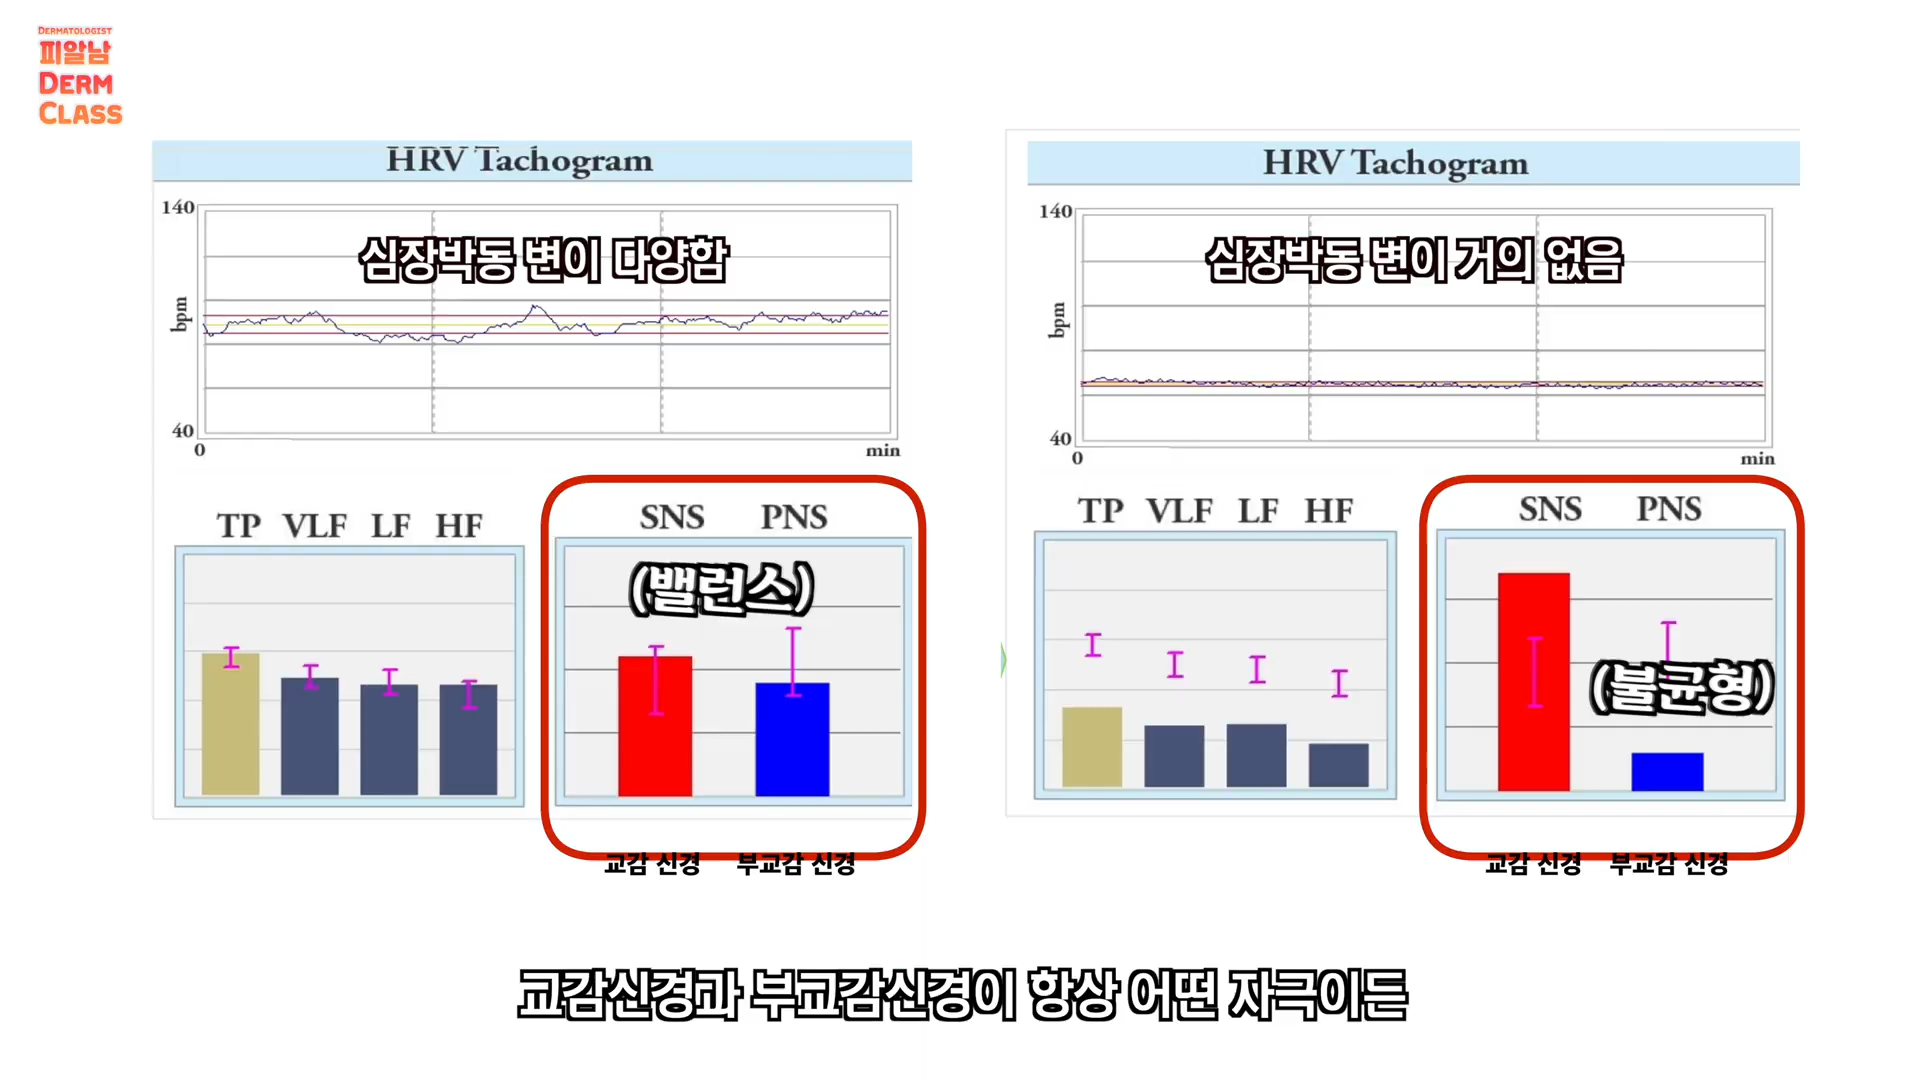 DERMATOLOGIST
피알남
DERM
CLASS
HRV Tachogram
140
심장박동 변이 다양함
bpm
40
0
min
TP VLF LF HF
SNS PNS
(밸런스)
교감 신경 부교감 신경
HRV Tachogram
140
심장박동 변이 거의 없음
bpm
40
0
min
TP VLF LF HF
SNS PNS
(불균형)
교감 신경 부교감 신경
교감신경과 부교감신경이 항상 어떤 자극이든